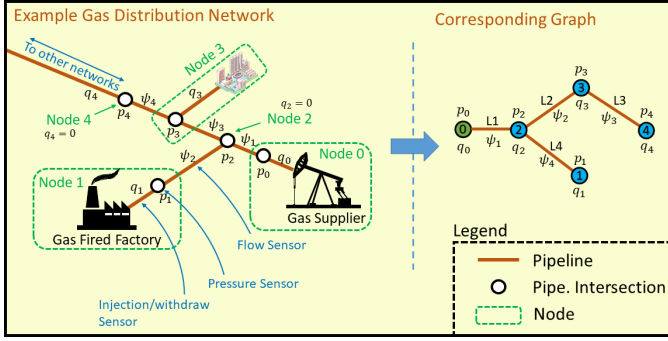 Example Gas Distribution Network
Corresponding Graph
To other networks
Node 3
q₄
ψ₄
q₃
p₄
Node 4
q₄ = 0
p₃
ψ₃
q₂ = 0
Node 2
ψ₁
p₂
q₀
p₀
Node 0
ψ₂
Node 1
q₁
p₁
Gas Fired Factory
Gas Supplier
Flow Sensor
Pressure Sensor
Injection/withdraw
Sensor
p₀
0
q₀
L1
ψ₁
p₂
2
q₂
L2
ψ₂
p₃
3
q₃
L3
ψ₃
p₄
4
q₄
L4
ψ₄
p₁
1
q₁
Legend
Pipeline
Pipe. Intersection
Node